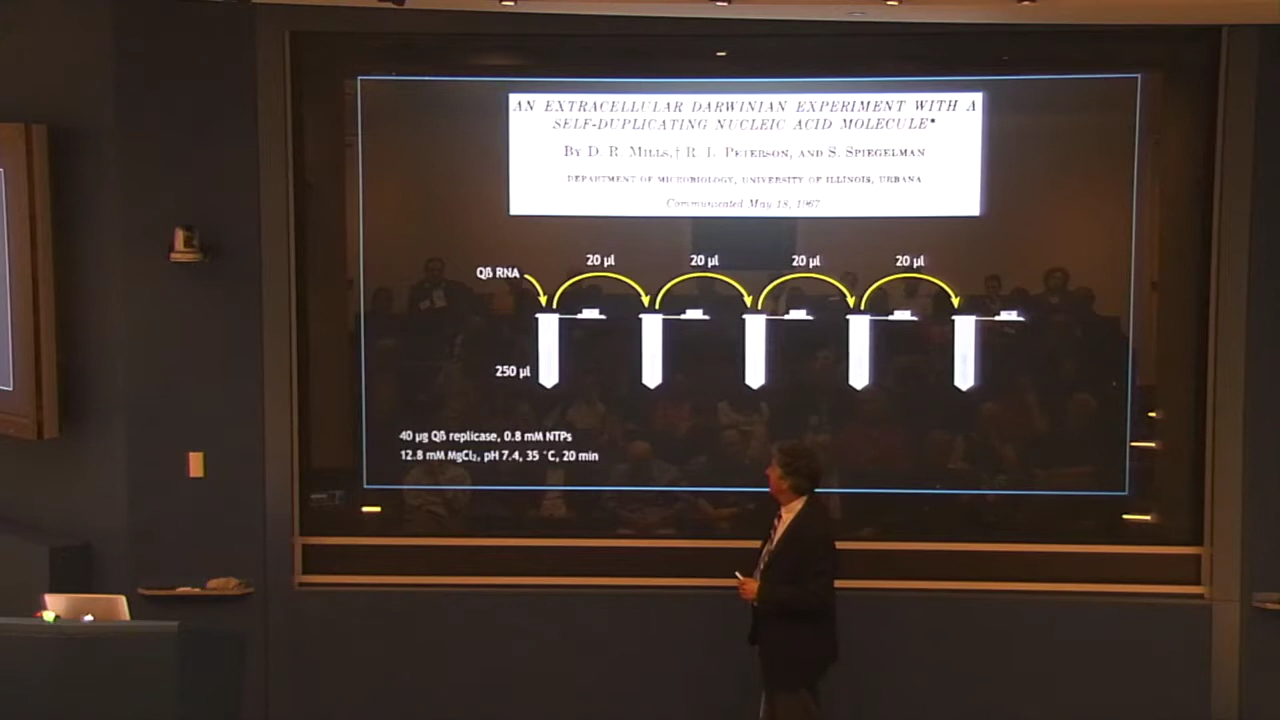 AN EXTRACELLULAR DARWINIAN EXPERIMENT WITH A
SELF-DUPLICATING NUCLEIC ACID MOLECULE*
BY D. R. MILLS,† R. L. PETERSON, AND S. SPIEGELMAN
DEPARTMENT OF MICROBIOLOGY, UNIVERSITY OF ILLINOIS, URBANA
Communicated May 18, 1967
20 µl 20 µl 20 µl 20 µl
Qß RNA
250 µl
40 µg Qß replicase, 0.8 mM NTPs
12.8 mM MgCl₂, pH 7.4, 35 °C, 20 min